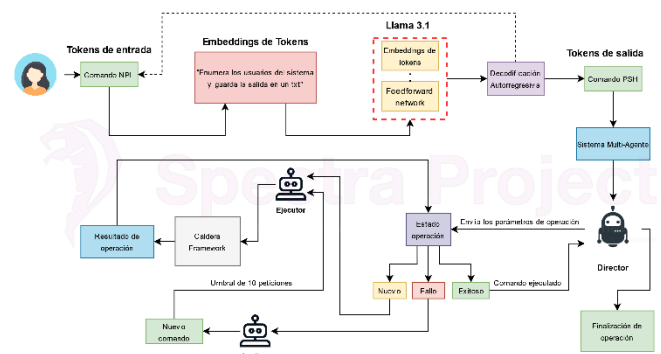 Llama 3.1
Tokens de entrada
Embeddings de Tokens
Tokens de salida
Comando NPI
"Enumera los usuarios del sistema
y guarda la salida en un txt"
Embeddings de
tokens
Feedforward
network
Decodificación
Autorregresiva
Comando PSH
Sistema Multi-Agente
Spectra Project
Ejecutor
Resultado de
operación
Caldera
Framework
Estado
operación
Envía los parámetros de operación
Director
Umbral de 10 peticiones
Nuevo
Fallo
Exitoso
Comando ejecutado
Nuevo
comando
Finalización de
operación